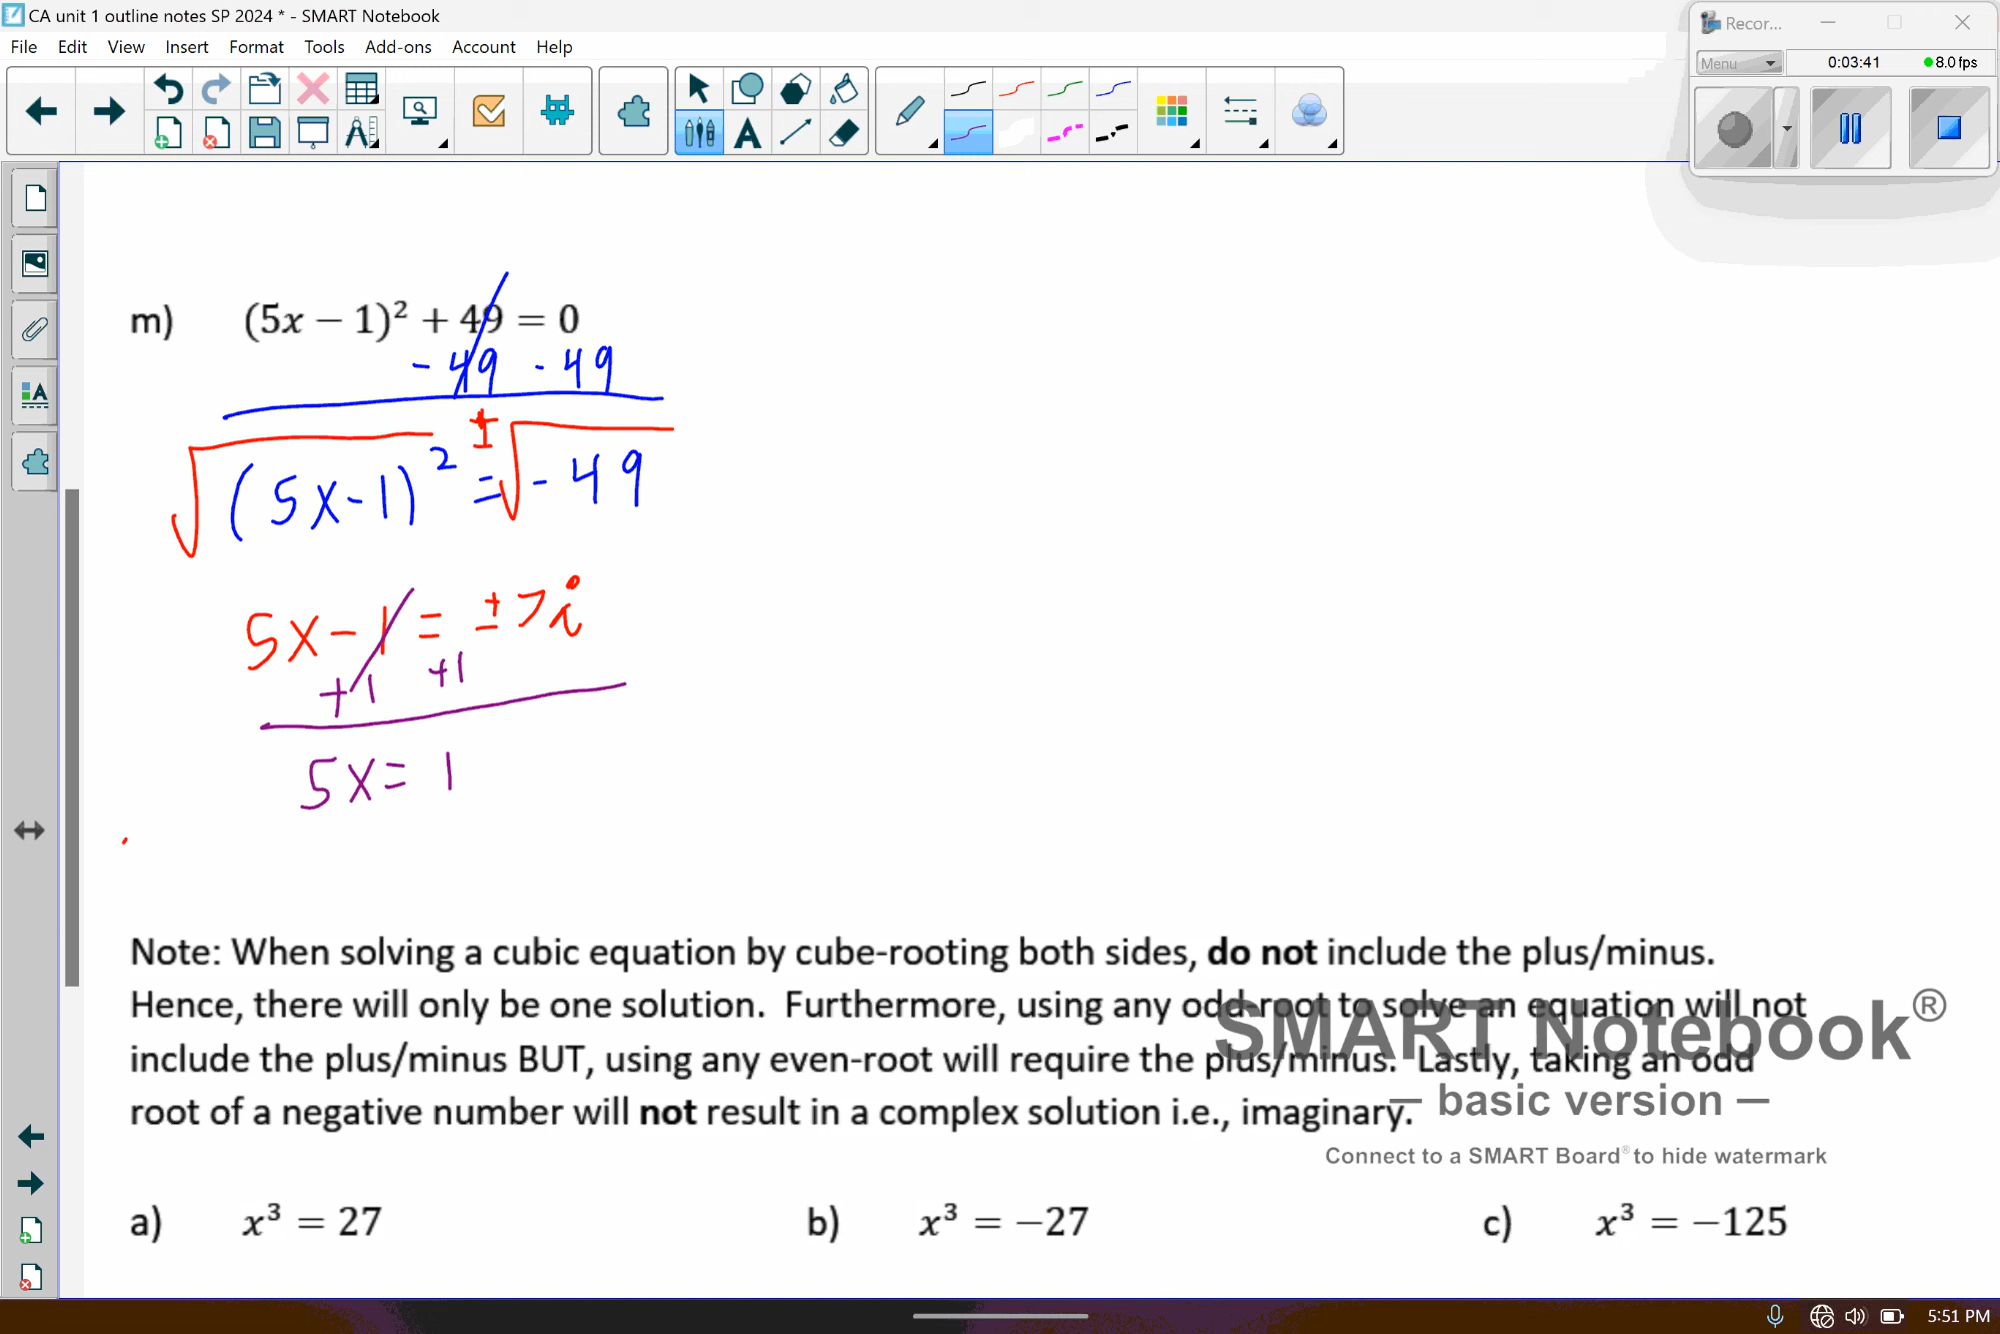 CA unit 1 outline notes SP 2024 * - SMART Notebook
File Edit View Insert Format Tools Add-ons Account Help
Recor...
Menu 0:03:41 8.0 fps
m) (5x − 1)² + 49 = 0
- 49 - 49
√(5x-1)² = ±√-49
5x-1 = ±7i
+1 +1
5x = 1
Note: When solving a cubic equation by cube-rooting both sides, do not include the plus/minus.
Hence, there will only be one solution. Furthermore, using any odd-root to solve an equation will not
include the plus/minus BUT, using any even-root will require the plus/minus. Lastly, taking an odd
root of a negative number will not result in a complex solution i.e., imaginary.
SMART Notebook®
— basic version —
Connect to a SMART Board® to hide watermark
a) x³ = 27 b) x³ = −27 c) x³ = −125
5:51 PM